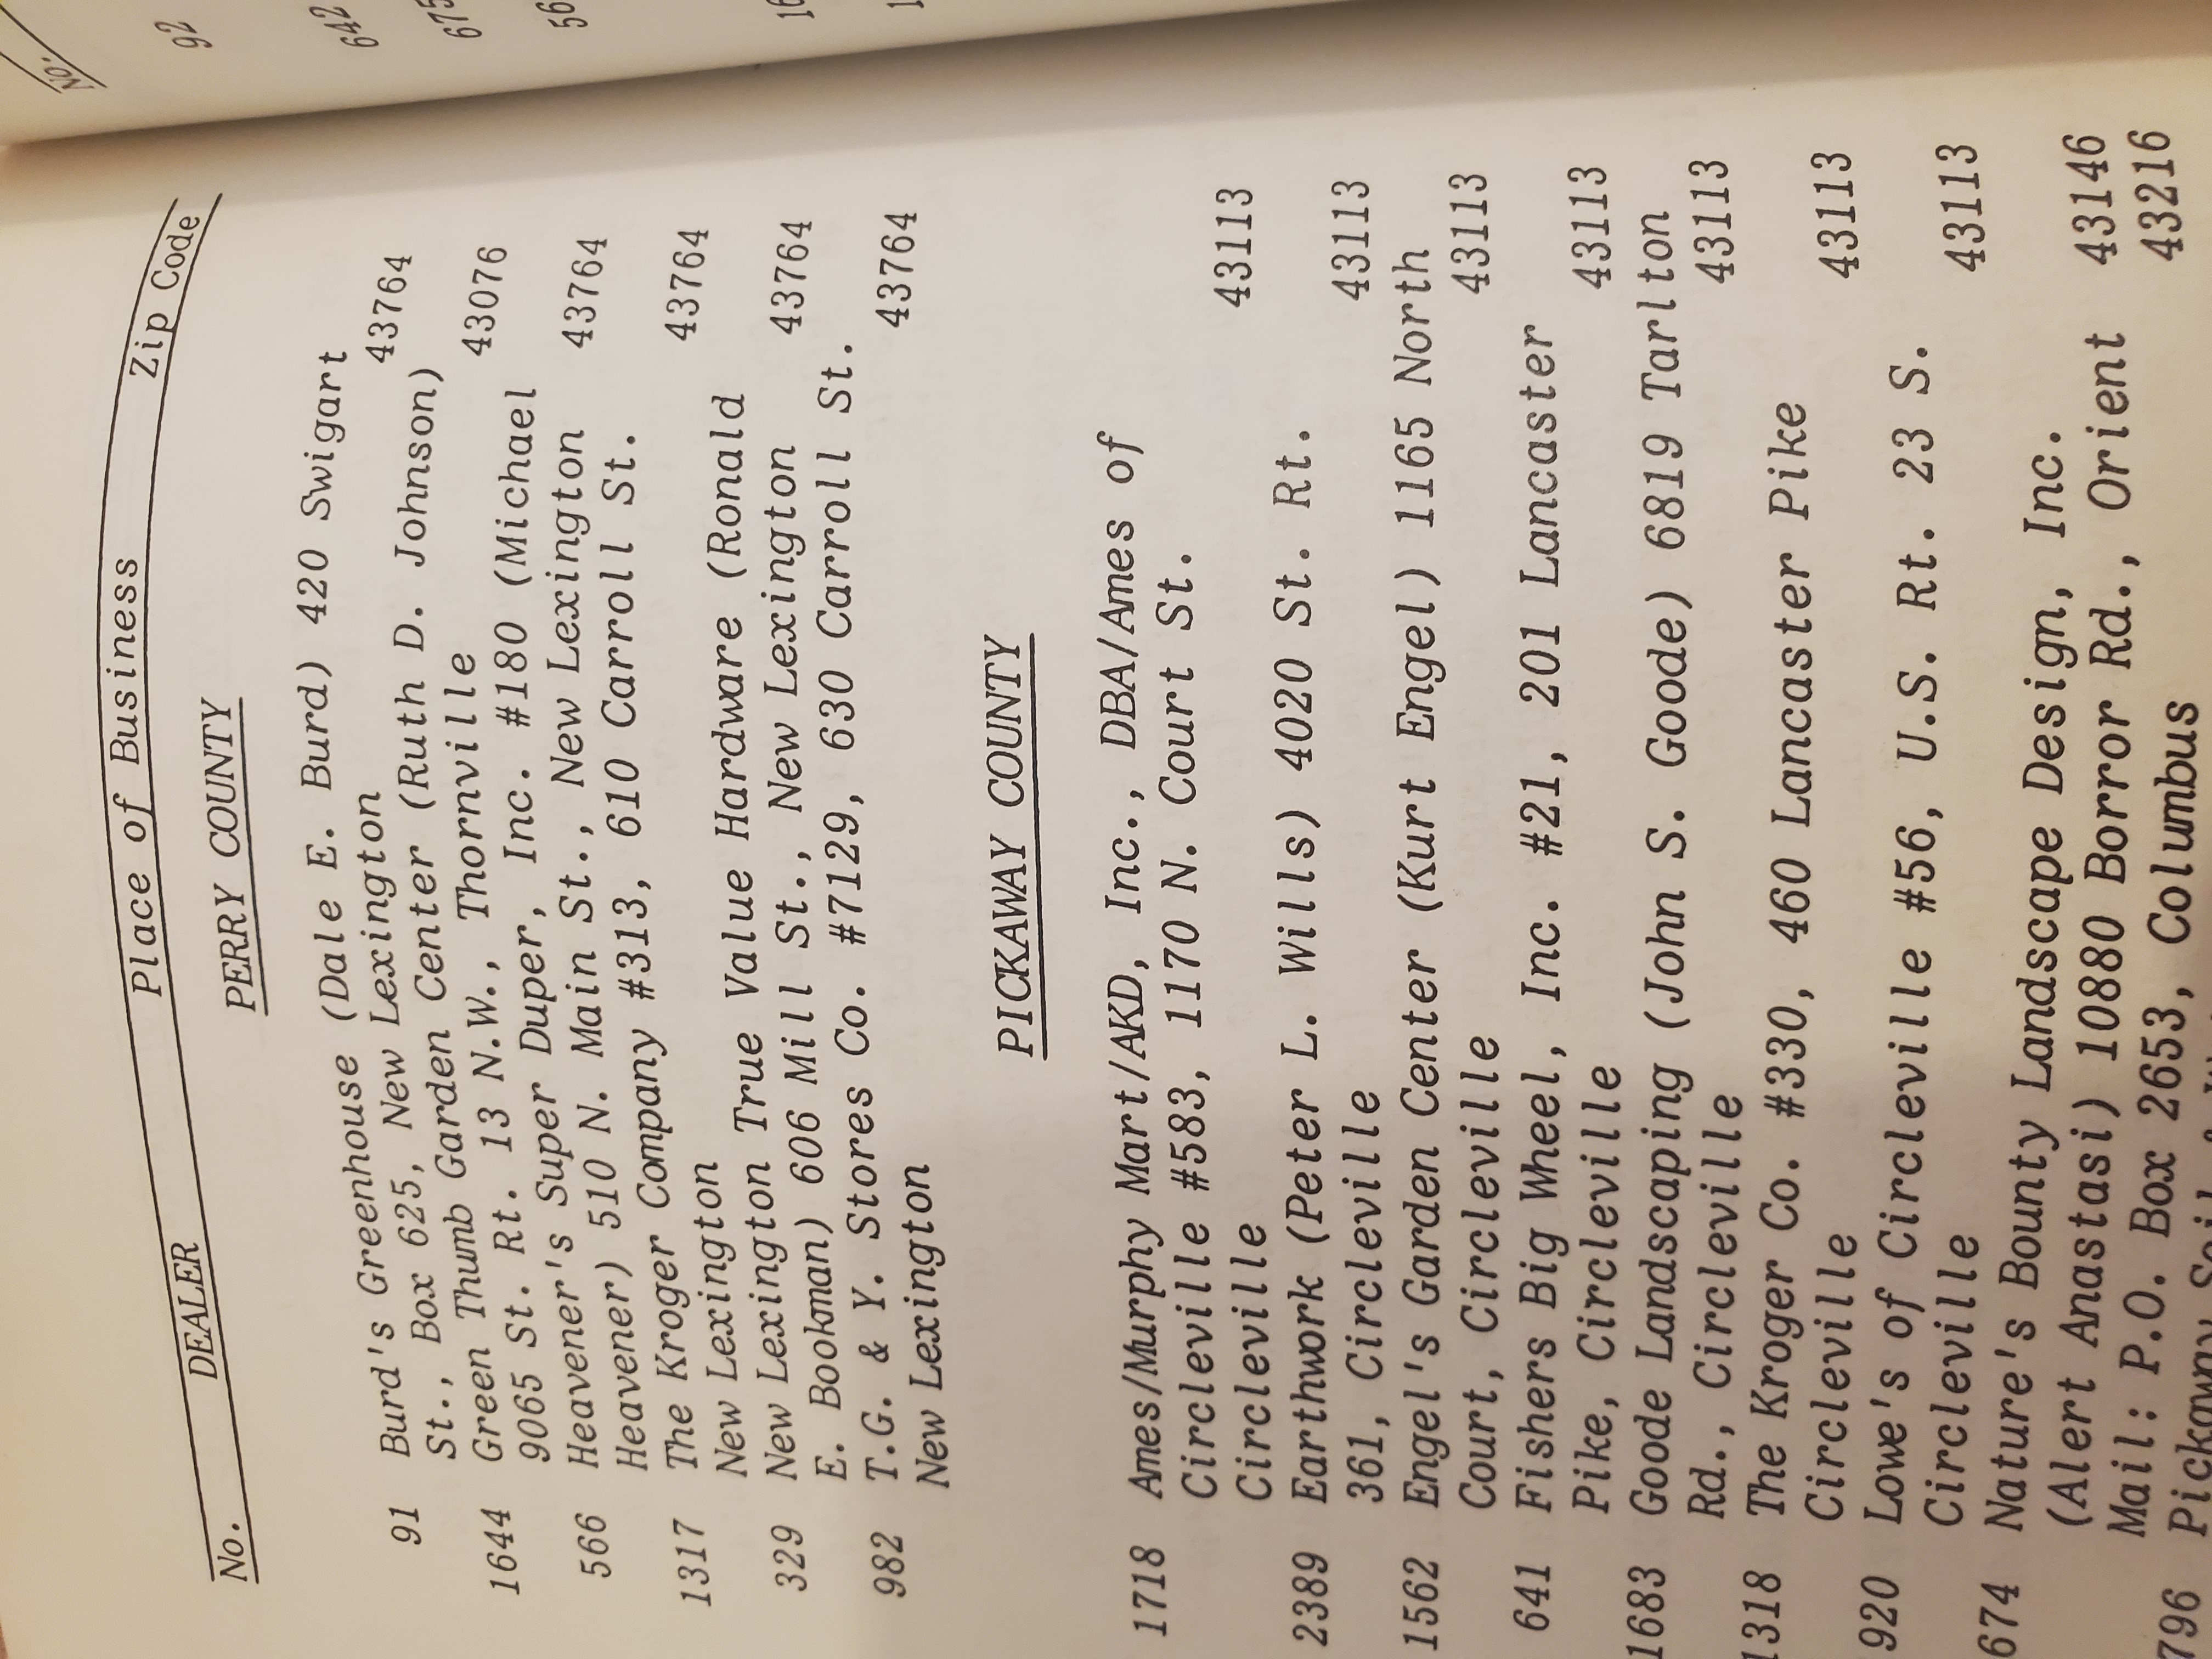 No. DEALER Place of Business Zip Code
PERRY COUNTY
91 Burd's Greenhouse (Dale E. Burd) 420 Swigart
St., Box 625, New Lexington 43764
1644 Green Thumb Garden Center (Ruth D. Johnson)
9065 St. Rt. 13 N.W., Thornville 43076
566 Heavener's Super Duper, Inc. #180 (Michael
Heavener) 510 N. Main St., New Lexington 43764
1317 The Kroger Company #313, 610 Carroll St.
New Lexington 43764
329 New Lexington True Value Hardware (Ronald
E. Bookman) 606 Mill St., New Lexington 43764
982 T.G. & Y. Stores Co. #7129, 630 Carroll St.
New Lexington 43764
PICKAWAY COUNTY
1718 Ames/Murphy Mart/AKD, Inc., DBA/Ames of
Circleville #583, 1170 N. Court St.
Circleville 43113
2389 Earthwork (Peter L. Wills) 4020 St. Rt.
361, Circleville 43113
1562 Engel's Garden Center (Kurt Engel) 1165 North
Court, Circleville 43113
641 Fishers Big Wheel, Inc. #21, 201 Lancaster
Pike, Circleville 43113
1683 Goode Landscaping (John S. Goode) 6819 Tarlton
Rd., Circleville 43113
1318 The Kroger Co. #330, 460 Lancaster Pike
Circleville 43113
920 Lowe's of Circleville #56, U.S. Rt. 23 S.
Circleville 43113
674 Nature's Bounty Landscape Design, Inc.
(Alert Anastasi) 10880 Borror Rd., Orient 43146
Mail: P.O. Box 2653, Columbus 43216
796 Pickaway
No.
92
642
675
56